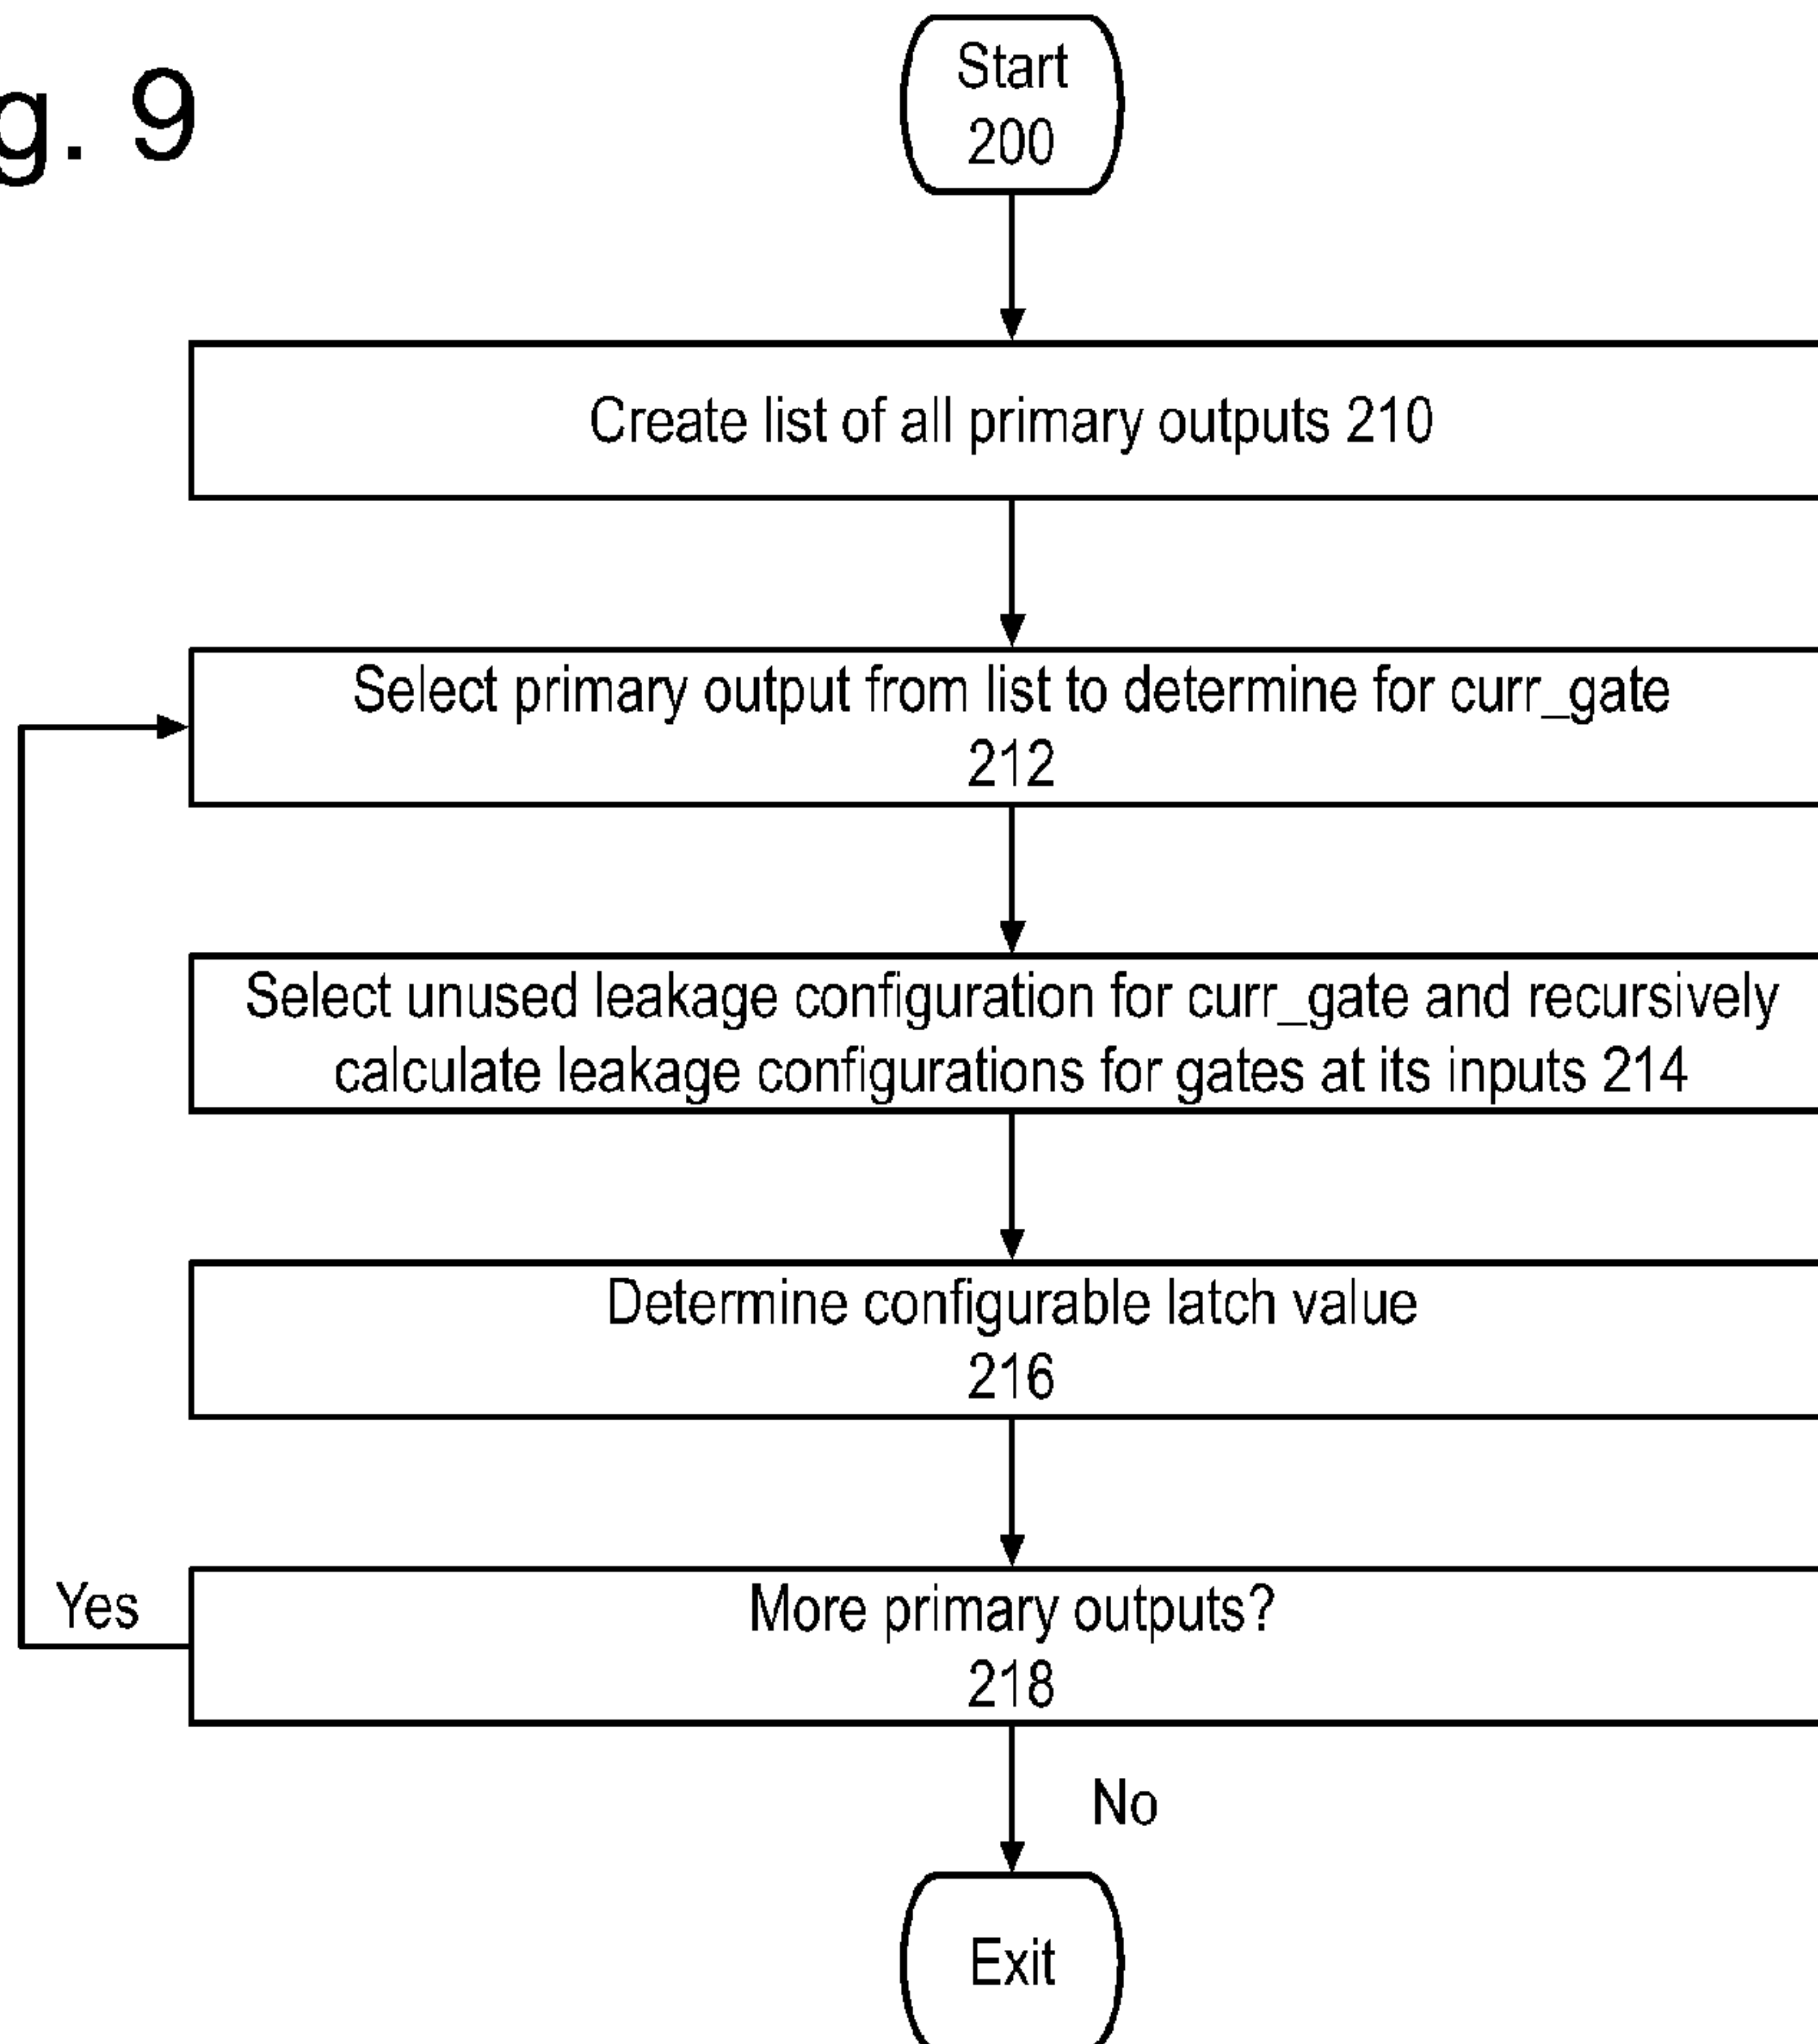 g. 9
Start
200
Create list of all primary outputs 210
Select primary output from list to determine for curr_gate
212
Select unused leakage configuration for curr_gate and recursively
calculate leakage configurations for gates at its inputs 214
Determine configurable latch value
216
More primary outputs?
218
Yes
No
Exit